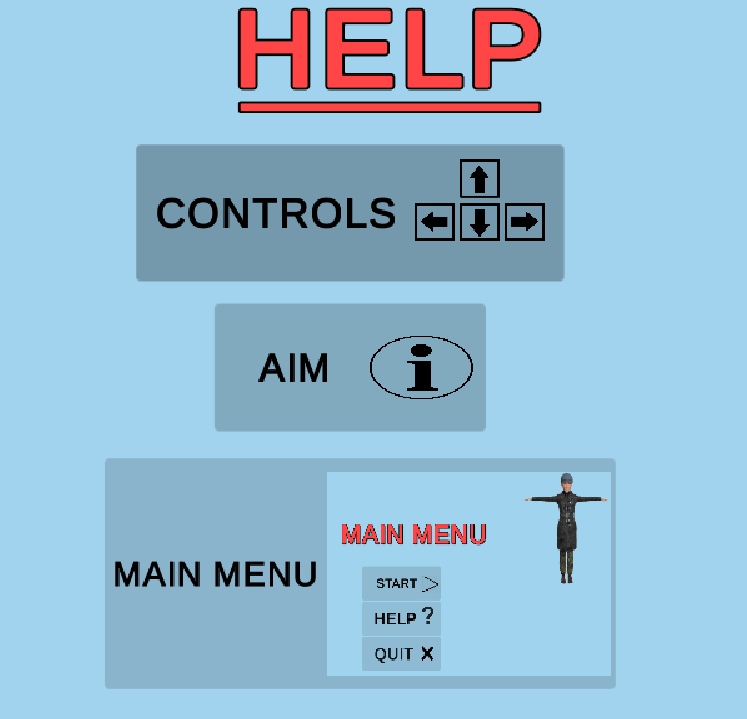 HELP
CONTROLS
AIM i
MAIN MENU
MAIN MENU
START >
HELP ?
QUIT X